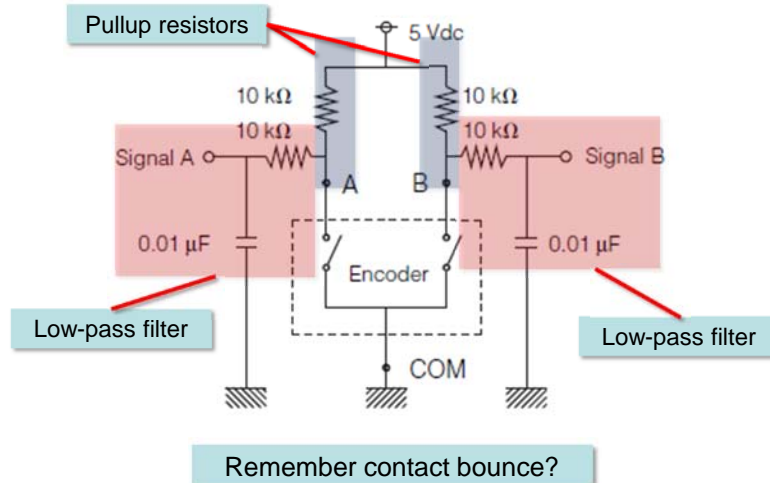 Pullup resistors
5 Vdc
10 kΩ
10 kΩ
10 kΩ
10 kΩ
Signal A
Signal B
A
B
0.01 µF
0.01 µF
Encoder
Low-pass filter
Low-pass filter
COM
Remember contact bounce?